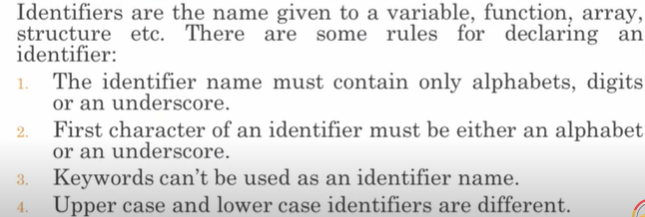 Identifiers are the name given to a variable, function, array,
structure etc. There are some rules for declaring an
identifier:
1. The identifier name must contain only alphabets, digits
or an underscore.
2. First character of an identifier must be either an alphabet
or an underscore.
3. Keywords can't be used as an identifier name.
4. Upper case and lower case identifiers are different.